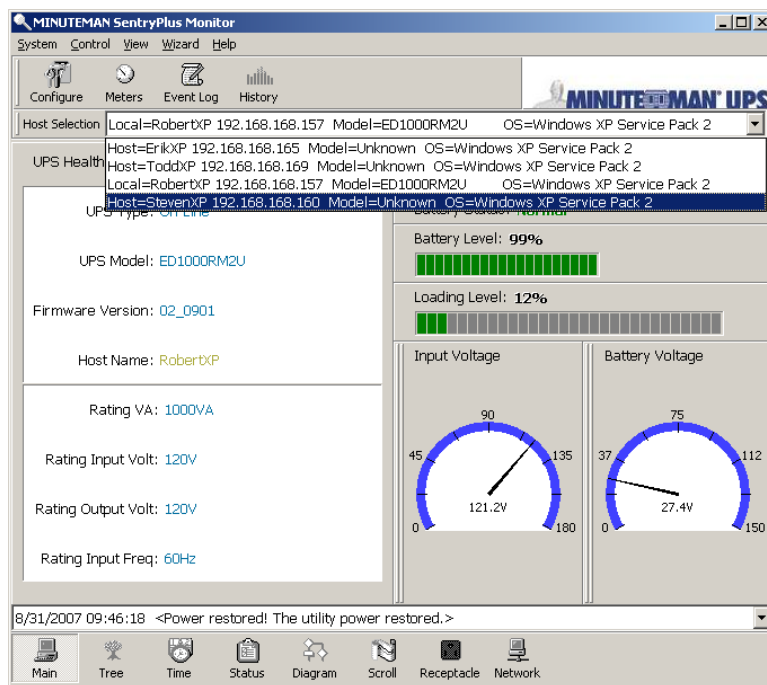 MINUTEMAN SentryPlus Monitor
System Control View Wizard Help
Configure Meters Event Log History
MINUTEMAN UPS
Host Selection Local=RobertXP 192.168.168.157 Model=ED1000RM2U OS=Windows XP Service Pack 2
Host=ErikXP 192.168.168.165 Model=Unknown OS=Windows XP Service Pack 2
Host=ToddXP 192.168.168.169 Model=Unknown OS=Windows XP Service Pack 2
Local=RobertXP 192.168.168.157 Model=ED1000RM2U OS=Windows XP Service Pack 2
Host=StevenXP 192.168.168.160 Model=Unknown OS=Windows XP Service Pack 2
UPS Health
UPS Type: On Line
Battery Status: Normal
UPS Model: ED1000RM2U
Firmware Version: 02_0901
Host Name: RobertXP
Rating VA: 1000VA
Rating Input Volt: 120V
Rating Output Volt: 120V
Rating Input Freq: 60Hz
Battery Level: 99%
Loading Level: 12%
Input Voltage
90
45 135
121.2V
0 180
Battery Voltage
75
37 112
27.4V
0 150
8/31/2007 09:46:18 <Power restored! The utility power restored.>
Main Tree Time Status Diagram Scroll Receptacle Network